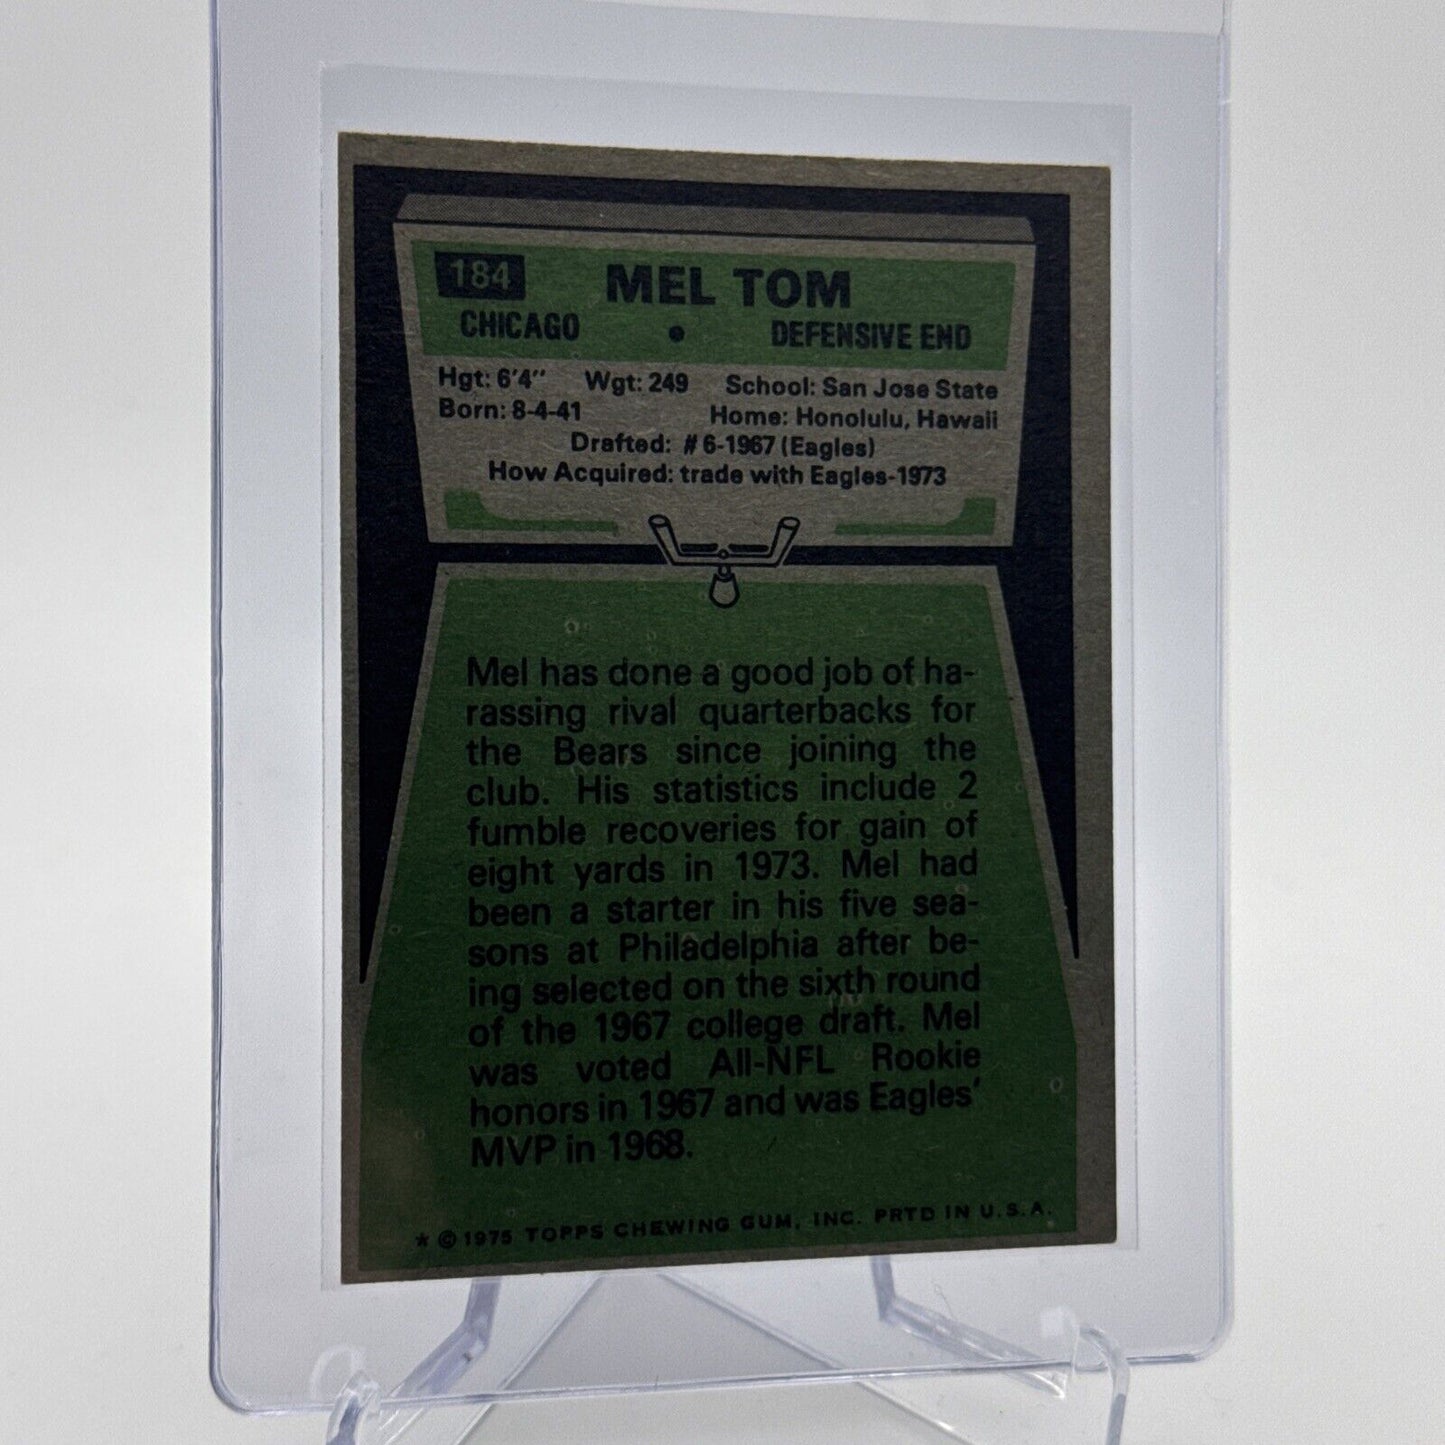 184 MEL TOM
CHICAGO • DEFENSIVE END
Hgt: 6'4" Wgt: 249 School: San Jose State
Born: 8-4-41 Home: Honolulu, Hawaii
Drafted: #6-1967 (Eagles)
How Acquired: trade with Eagles-1973
Mel has done a good job of ha-
rassing rival quarterbacks for
the Bears since joining the
club. His statistics include 2
fumble recoveries for gain of
eight yards in 1973. Mel had
been a starter in his five sea-
sons at Philadelphia after be-
ing selected on the sixth round
of the 1967 college draft. Mel
was voted All-NFL Rookie
honors in 1967 and was Eagles'
MVP in 1968.
* © 1975 TOPPS CHEWING GUM, INC. PRTD IN U.S.A.